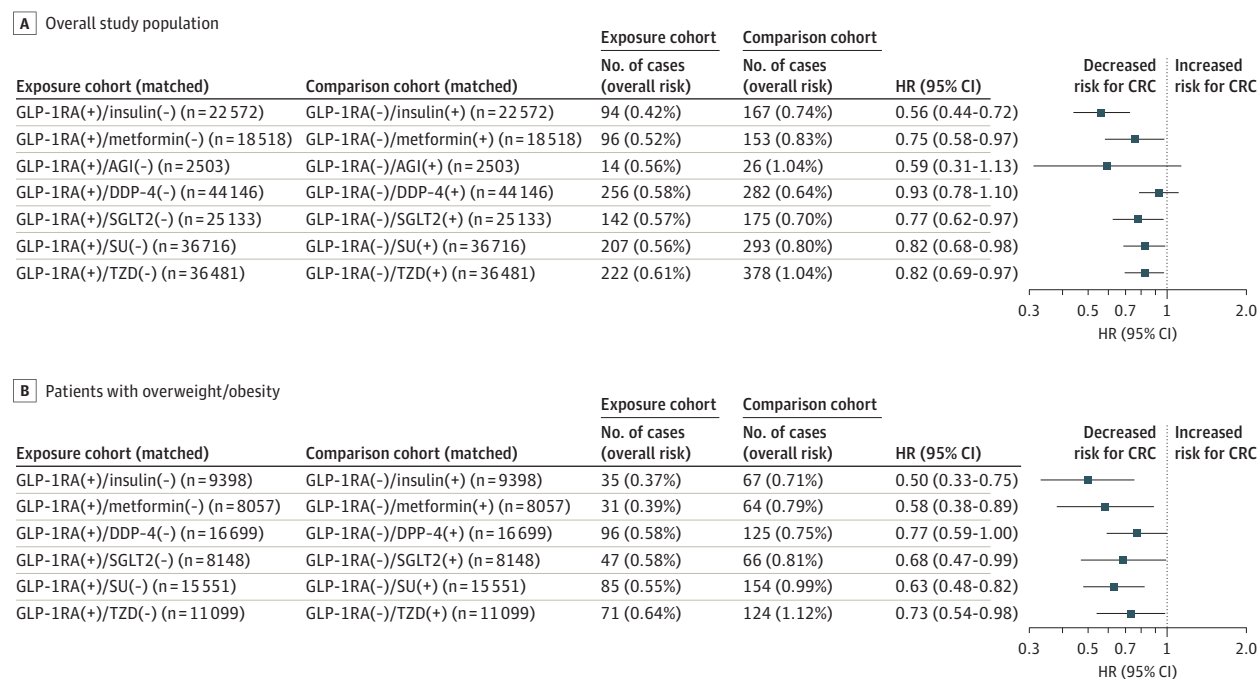 A Overall study population
Exposure cohort Comparison cohort
No. of cases No. of cases Decreased Increased
Exposure cohort (matched) Comparison cohort (matched) (overall risk) (overall risk) HR (95% CI) risk for CRC risk for CRC
GLP-1RA(+)/insulin(-) (n=22 572) GLP-1RA(-)/insulin(+) (n=22 572) 94 (0.42%) 167 (0.74%) 0.56 (0.44-0.72)
GLP-1RA(+)/metformin(-) (n=18 518) GLP-1RA(-)/metformin(+) (n=18 518) 96 (0.52%) 153 (0.83%) 0.75 (0.58-0.97)
GLP-1RA(+)/AGI(-) (n=2503) GLP-1RA(-)/AGI(+) (n=2503) 14 (0.56%) 26 (1.04%) 0.59 (0.31-1.13)
GLP-1RA(+)/DDP-4(-) (n=44 146) GLP-1RA(-)/DDP-4(+) (n=44 146) 256 (0.58%) 282 (0.64%) 0.93 (0.78-1.10)
GLP-1RA(+)/SGLT2(-) (n=25 133) GLP-1RA(-)/SGLT2(+) (n=25 133) 142 (0.57%) 175 (0.70%) 0.77 (0.62-0.97)
GLP-1RA(+)/SU(-) (n=36 716) GLP-1RA(-)/SU(+) (n=36 716) 207 (0.56%) 293 (0.80%) 0.82 (0.68-0.98)
GLP-1RA(+)/TZD(-) (n=36 481) GLP-1RA(-)/TZD(+) (n=36 481) 222 (0.61%) 378 (1.04%) 0.82 (0.69-0.97)
0.3 0.5 0.7 1 2.0
HR (95% CI)
B Patients with overweight/obesity
Exposure cohort Comparison cohort
No. of cases No. of cases Decreased Increased
Exposure cohort (matched) Comparison cohort (matched) (overall risk) (overall risk) HR (95% CI) risk for CRC risk for CRC
GLP-1RA(+)/insulin(-) (n=9398) GLP-1RA(-)/insulin(+) (n=9398) 35 (0.37%) 67 (0.71%) 0.50 (0.33-0.75)
GLP-1RA(+)/metformin(-) (n=8057) GLP-1RA(-)/metformin(+) (n=8057) 31 (0.39%) 64 (0.79%) 0.58 (0.38-0.89)
GLP-1RA(+)/DDP-4(-) (n=16 699) GLP-1RA(-)/DPP-4(+) (n=16 699) 96 (0.58%) 125 (0.75%) 0.77 (0.59-1.00)
GLP-1RA(+)/SGLT2(-) (n=8148) GLP-1RA(-)/SGLT2(+) (n=8148) 47 (0.58%) 66 (0.81%) 0.68 (0.47-0.99)
GLP-1RA(+)/SU(-) (n=15 551) GLP-1RA(-)/SU(+) (n=15 551) 85 (0.55%) 154 (0.99%) 0.63 (0.48-0.82)
GLP-1RA(+)/TZD(-) (n=11 099) GLP-1RA(-)/TZD(+) (n=11 099) 71 (0.64%) 124 (1.12%) 0.73 (0.54-0.98)
0.3 0.5 0.7 1 2.0
HR (95% CI)